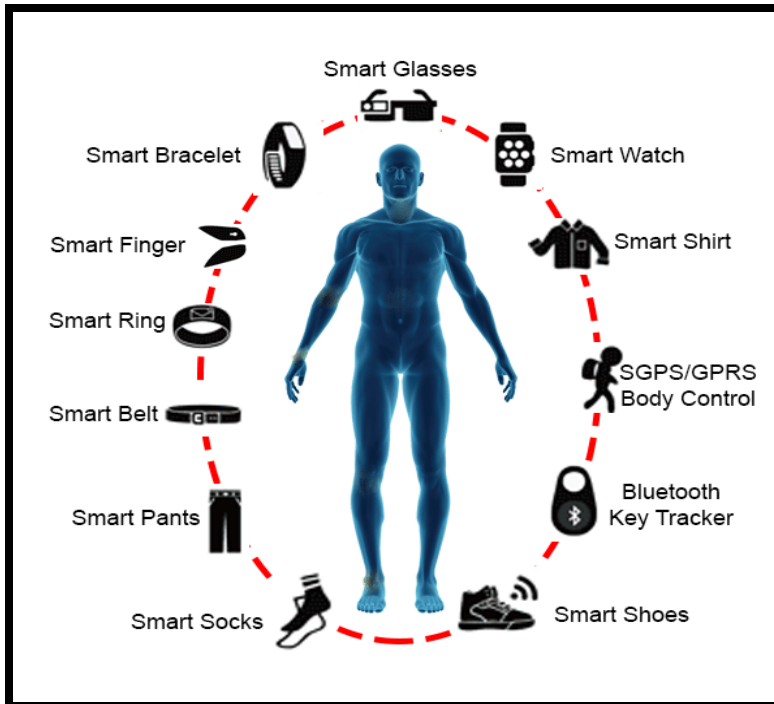 Smart Glasses
Smart Bracelet
Smart Watch
Smart Finger
Smart Shirt
Smart Ring
SGPS/GPRS
Body Control
Smart Belt
Bluetooth
Key Tracker
Smart Pants
Smart Socks
Smart Shoes